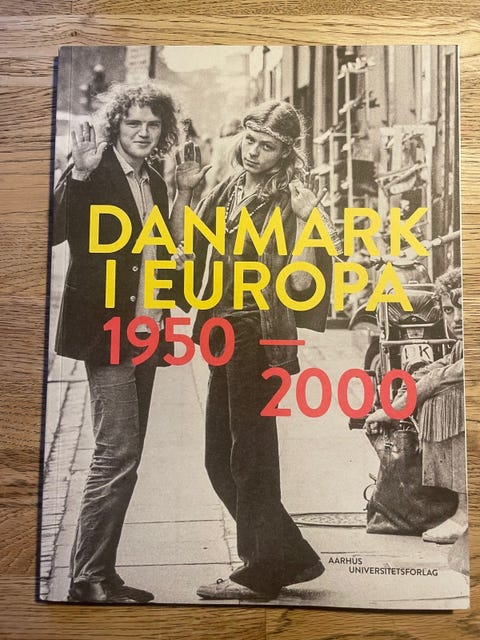 DANMARK
I EUROPA
1950 —
2000
AARHUS
UNIVERSITETSFORLAG